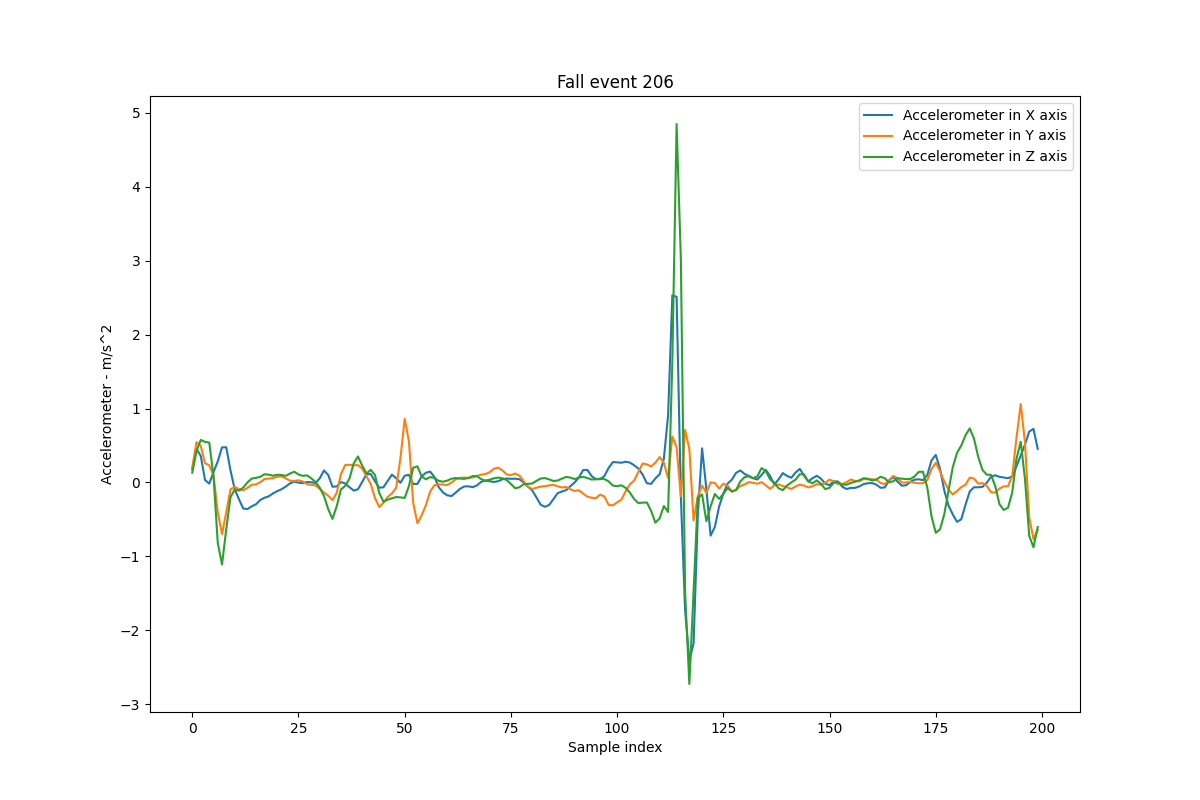 Fall event 206
Accelerometer in X axis
Accelerometer in Y axis
Accelerometer in Z axis
Accelerometer - m/s^2
5
4
3
2
1
0
−1
−2
−3
0 25 50 75 100 125 150 175 200
Sample index